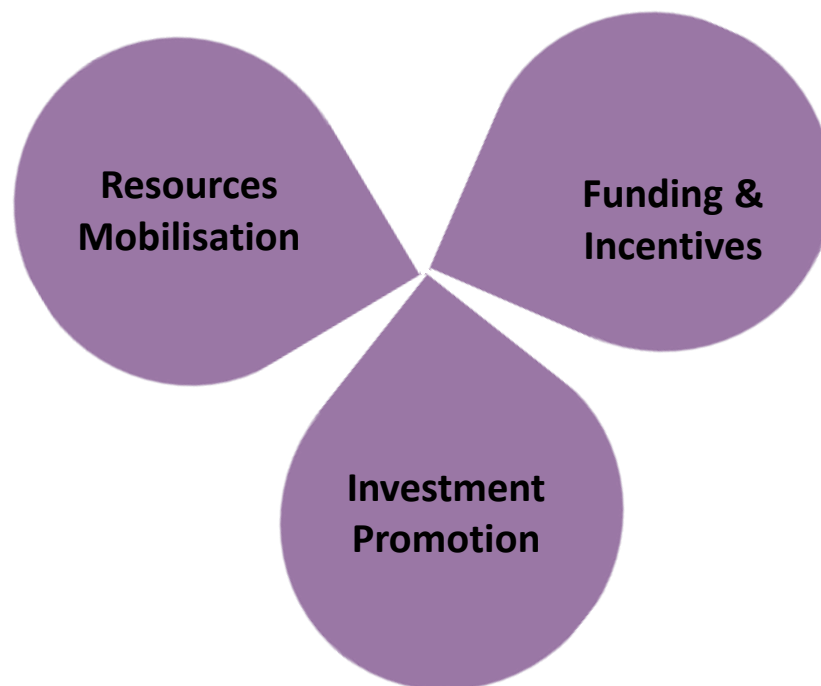 Resources
Mobilisation
Funding &
Incentives
Investment
Promotion